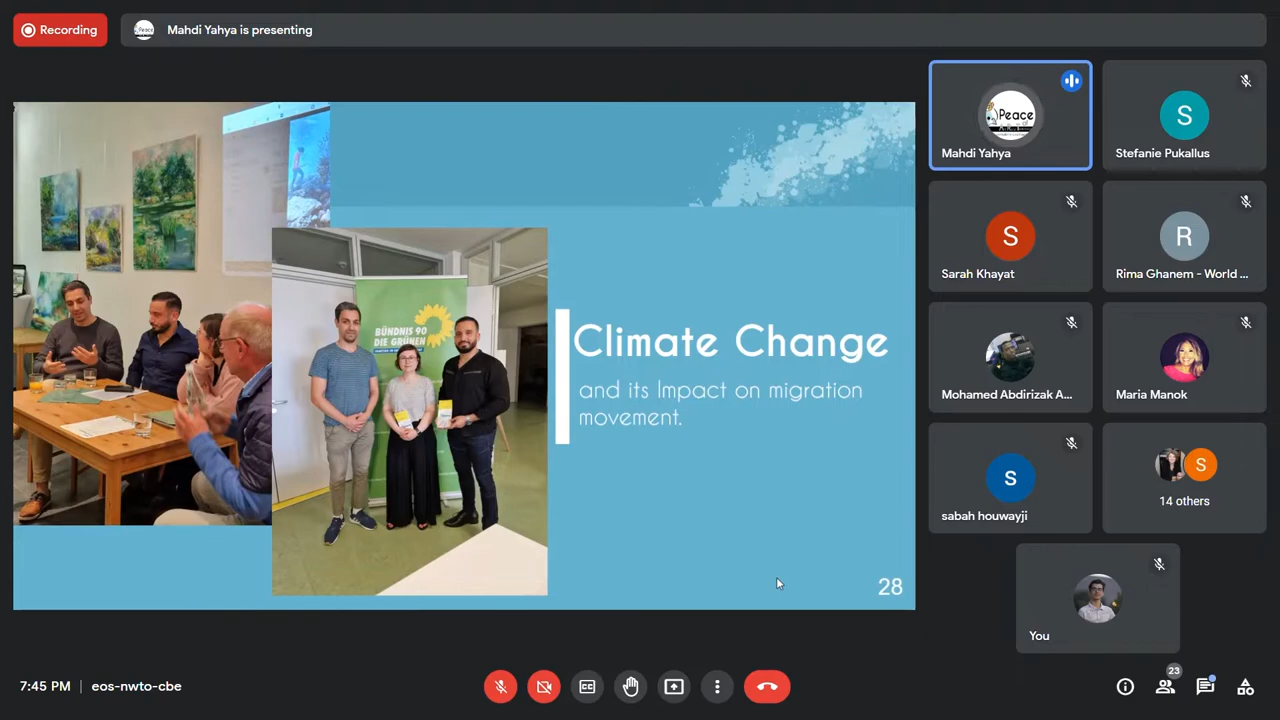 Recording
Mahdi Yahya is presenting
BÜNDNIS 90
DIE GRÜNEN
Climate Change
and its Impact on migration
movement.
28
Peace
Mahdi Yahya
Stefanie Pukallus
S
Sarah Khayat
S
Rima Ghanem - World ...
R
Mohamed Abdirizak A...
Maria Manok
s
sabah houwayji
S
14 others
You
7:45 PM
eos-nwto-cbe
23